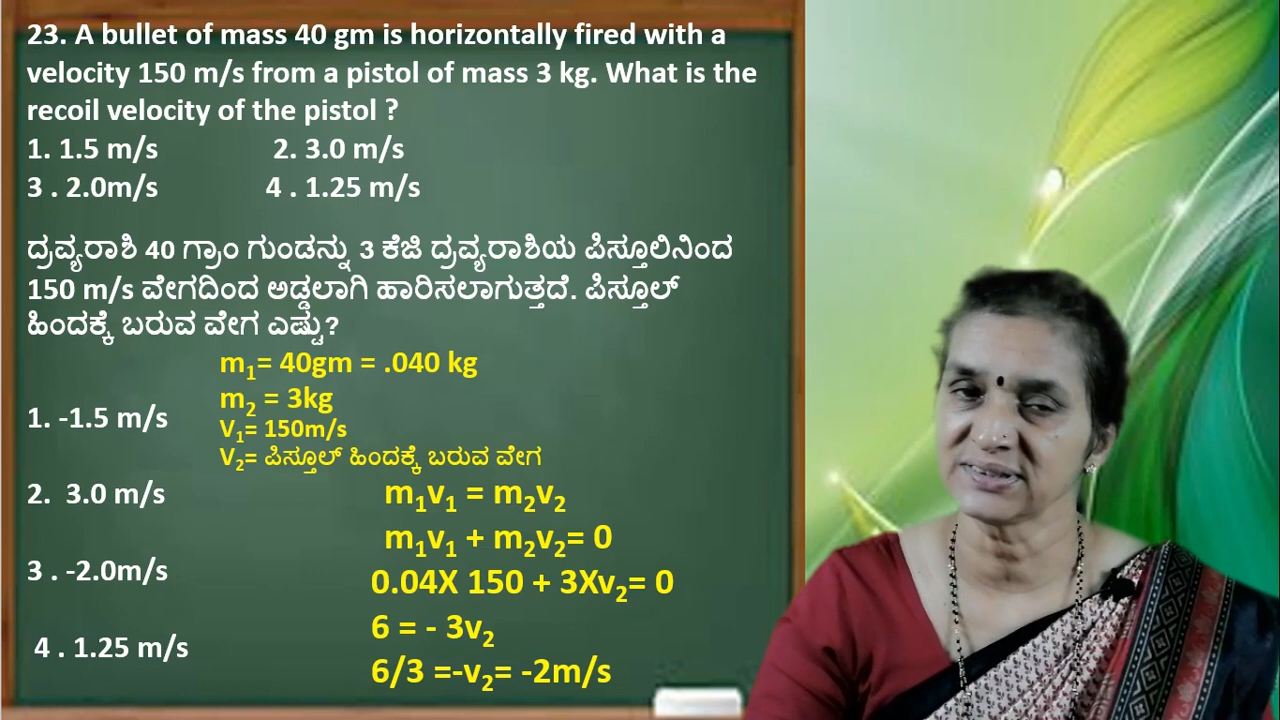 23. A bullet of mass 40 gm is horizontally fired with a
velocity 150 m/s from a pistol of mass 3 kg. What is the
recoil velocity of the pistol ?
1. 1.5 m/s 2. 3.0 m/s
3 . 2.0m/s 4 . 1.25 m/s
ದ್ರವ್ಯರಾಶಿ 40 ಗ್ರಾಂ ಗುಂಡನ್ನು 3 ಕೆಜಿ ದ್ರವ್ಯರಾಶಿಯ ಪಿಸ್ತೂಲಿನಿಂದ
150 m/s ವೇಗದಿಂದ ಅಡ್ಡಲಾಗಿ ಹಾರಿಸಲಾಗುತ್ತದೆ. ಪಿಸ್ತೂಲ್
ಹಿಂದಕ್ಕೆ ಬರುವ ವೇಗ ಎಷ್ಟು?
m₁= 40gm = .040 kg
m₂ = 3kg
1. -1.5 m/s
V₁= 150m/s
V₂= ಪಿಸ್ತೂಲ್ ಹಿಂದಕ್ಕೆ ಬರುವ ವೇಗ
2. 3.0 m/s
m₁v₁ = m₂v₂
m₁v₁ + m₂v₂= 0
3 . -2.0m/s
0.04X 150 + 3Xv₂= 0
6 = - 3v₂
4 . 1.25 m/s
6/3 =-v₂= -2m/s